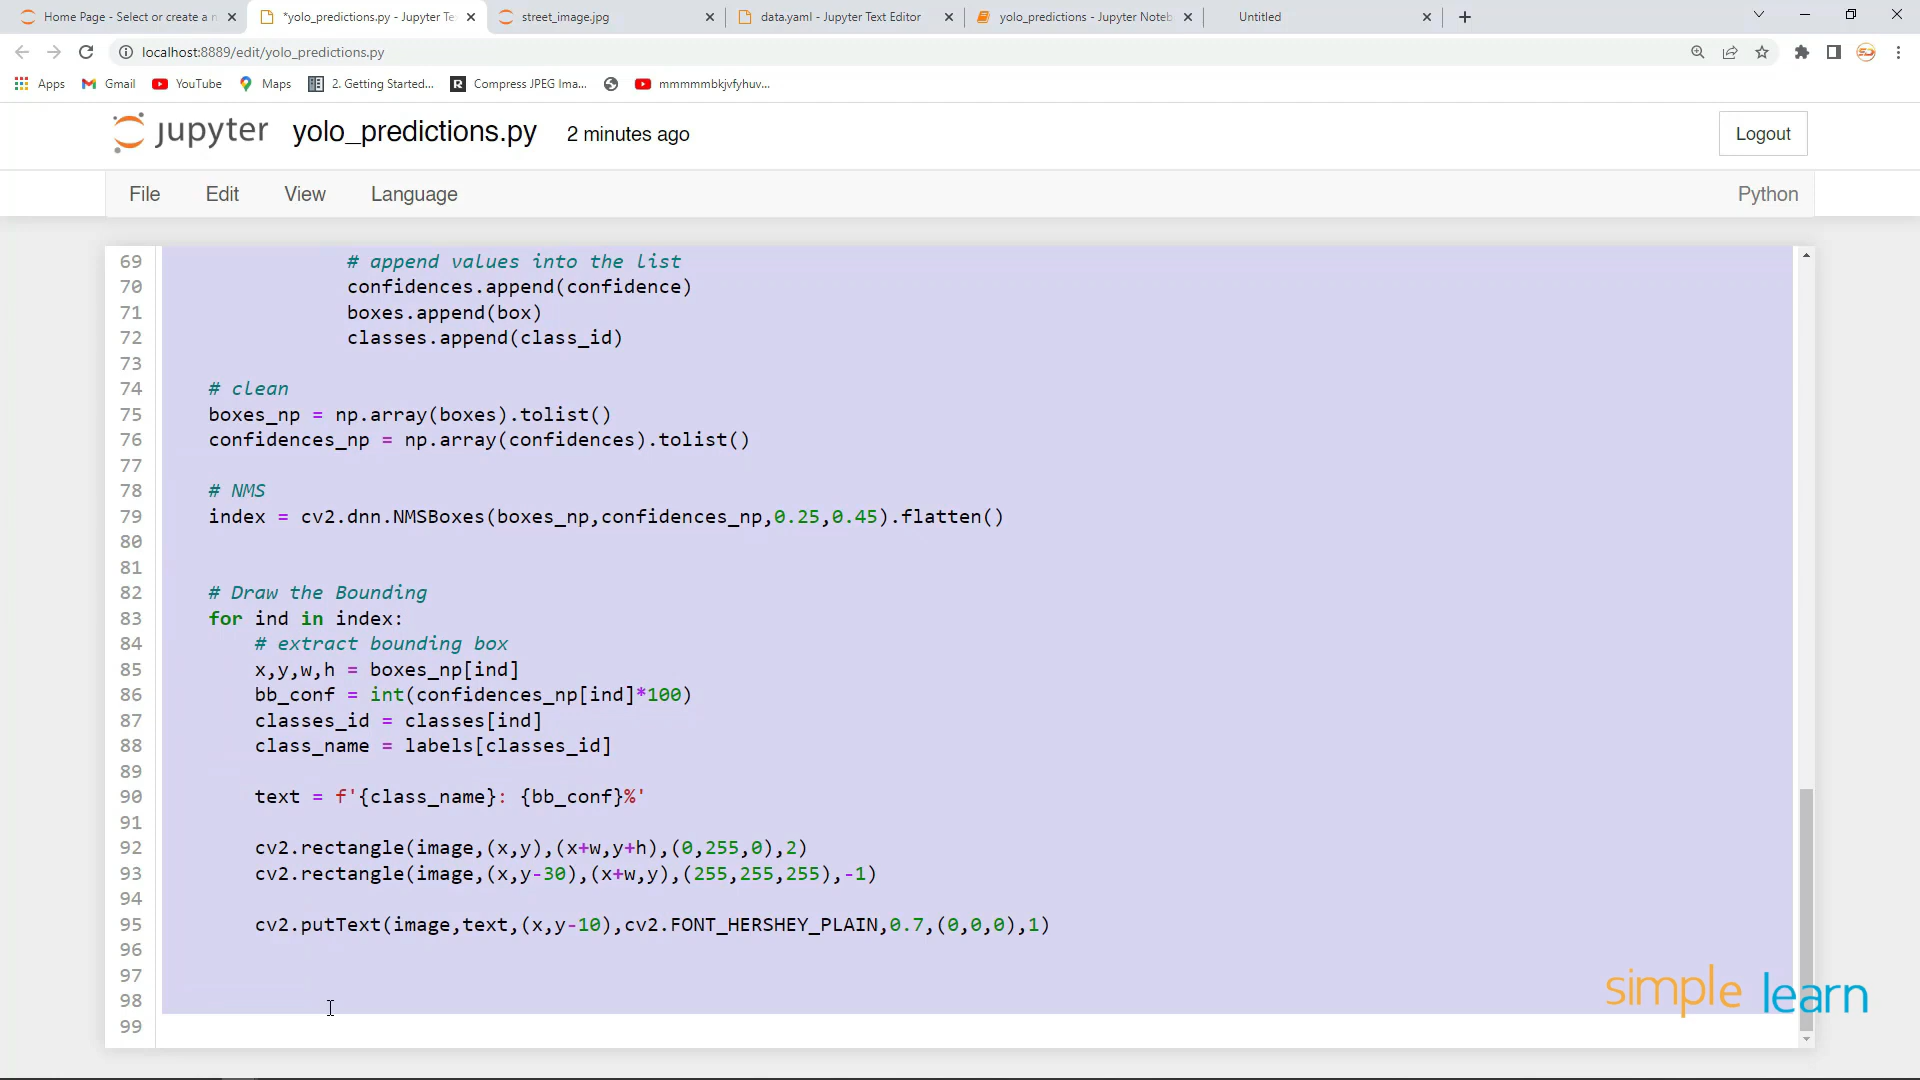 Home Page - Select or create a n
*yolo_predictions.py - Jupyter Te
street_image.jpg
data.yaml - Jupyter Text Editor
yolo_predictions - Jupyter Noteb
Untitled
localhost:8889/edit/yolo_predictions.py
Apps
Gmail
YouTube
Maps
2. Getting Started...
R
Compress JPEG Ima...
mmmmmbkjvfyhuv...
jupyter
yolo_predictions.py
2 minutes ago
Logout
File
Edit
View
Language
Python
69 # append values into the list
70 confidences.append(confidence)
71 boxes.append(box)
72 classes.append(class_id)
73
74 # clean
75 boxes_np = np.array(boxes).tolist()
76 confidences_np = np.array(confidences).tolist()
77
78 # NMS
79 index = cv2.dnn.NMSBoxes(boxes_np,confidences_np,0.25,0.45).flatten()
80
81
82 # Draw the Bounding
83 for ind in index:
84 # extract bounding box
85 x,y,w,h = boxes_np[ind]
86 bb_conf = int(confidences_np[ind]*100)
87 classes_id = classes[ind]
88 class_name = labels[classes_id]
89
90 text = f'{class_name}: {bb_conf}%'
91
92 cv2.rectangle(image,(x,y),(x+w,y+h),(0,255,0),2)
93 cv2.rectangle(image,(x,y-30),(x+w,y),(255,255,255),-1)
94
95 cv2.putText(image,text,(x,y-10),cv2.FONT_HERSHEY_PLAIN,0.7,(0,0,0),1)
96
97
98
99
simplelearn